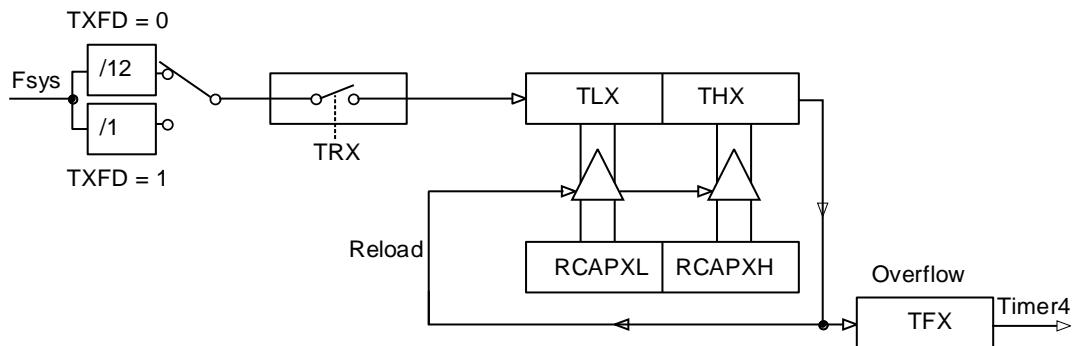 TXFD = 0
Fsys
/12
/1
TXFD = 1
TRX
TLX
THX
Reload
RCAPXL
RCAPXH
Overflow
TFX
Timer4